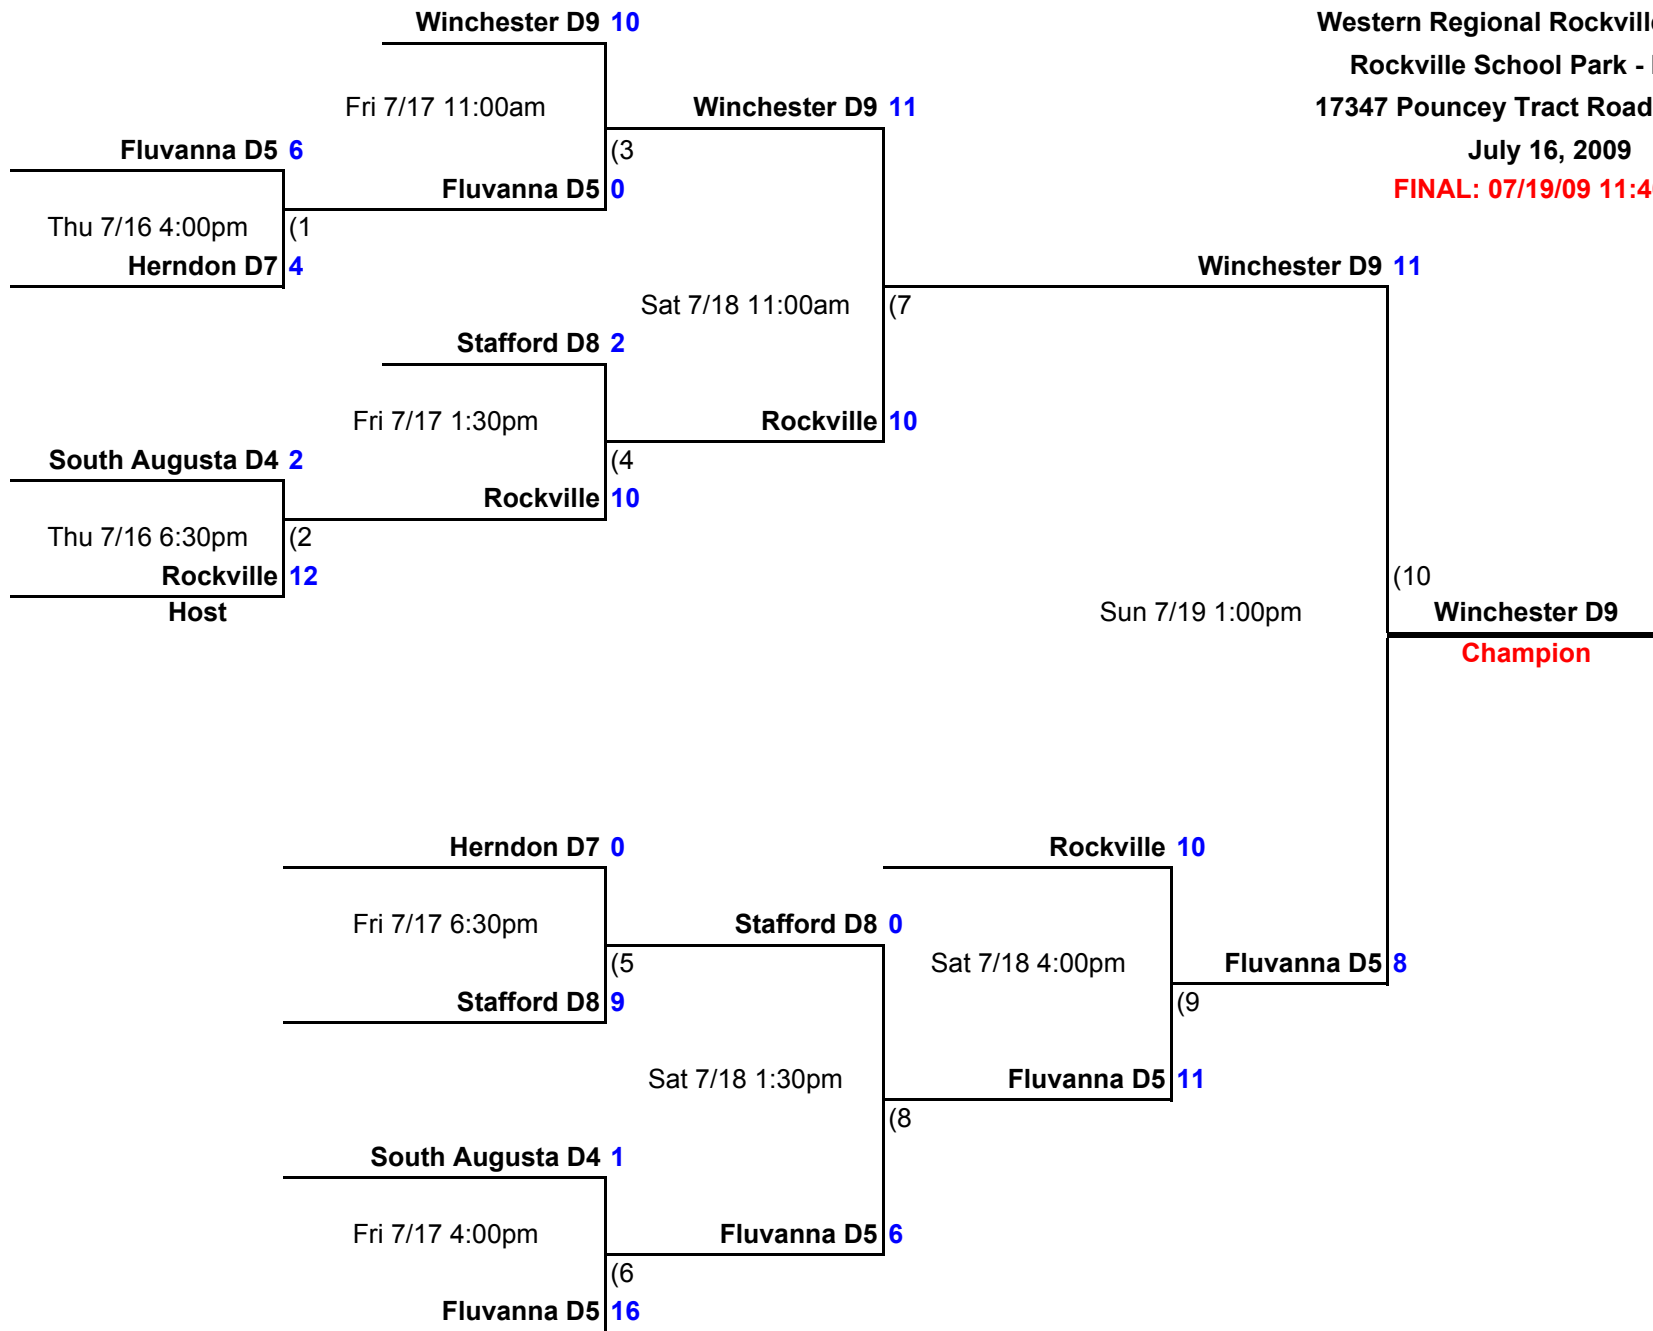 Winchester D9 10
Western Regional Rockville
Rockville School Park -
Fri 7/17 11:00am
Winchester D9 11
17347 Pouncey Tract Road
Fluvanna D5 6
(3
July 16, 2009
Fluvanna D5 0
FINAL: 07/19/09 11:4
Thu 7/16 4:00pm (1
Herndon D7 4
Winchester D9 11
Sat 7/18 11:00am (7
Stafford D8 2
Fri 7/17 1:30pm
Rockville 10
South Augusta D4 2
(4
Rockville 10
Thu 7/16 6:30pm (2
Rockville 12
(10
Host
Sun 7/19 1:00pm
Winchester D9
Champion
Herndon D7 0
Rockville 10
Fri 7/17 6:30pm
Stafford D8 0
(5
Sat 7/18 4:00pm
Fluvanna D5 8
Stafford D8 9
(9
Sat 7/18 1:30pm
Fluvanna D5 11
(8
South Augusta D4 1
Fri 7/17 4:00pm
Fluvanna D5 6
(6
Fluvanna D5 16